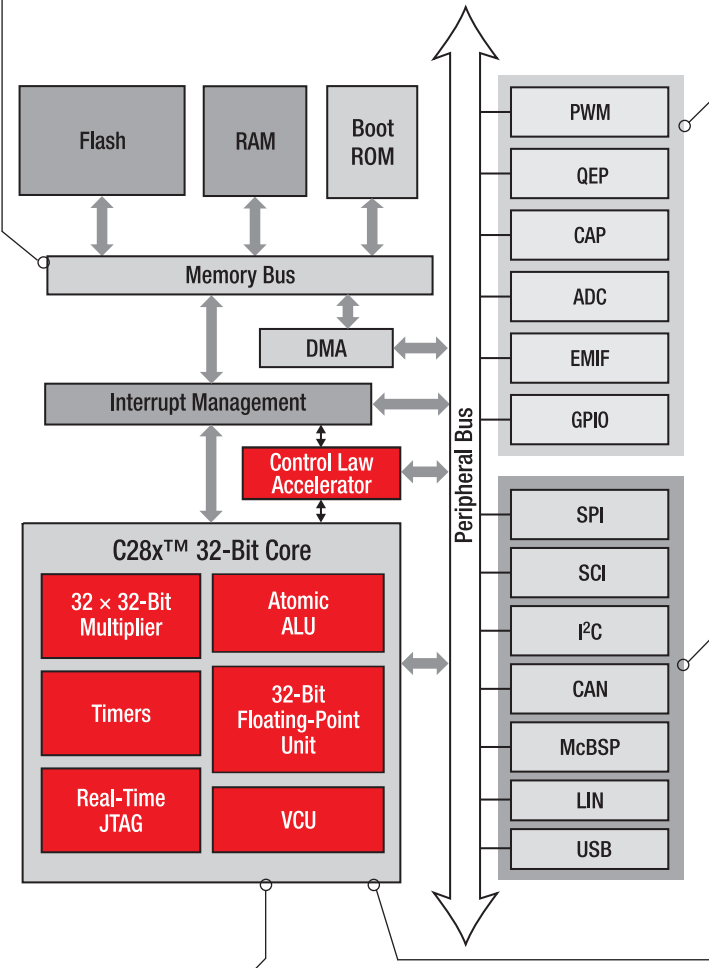 Flash
RAM
Boot
ROM
Memory Bus
DMA
Interrupt Management
Control Law
Accelerator
C28x™ 32-Bit Core
32 × 32-Bit
Multiplier
Atomic
ALU
Timers
32-Bit
Floating-Point
Unit
Real-Time
JTAG
VCU
Peripheral Bus
PWM
QEP
CAP
ADC
EMIF
GPIO
SPI
SCI
I²C
CAN
McBSP
LIN
USB